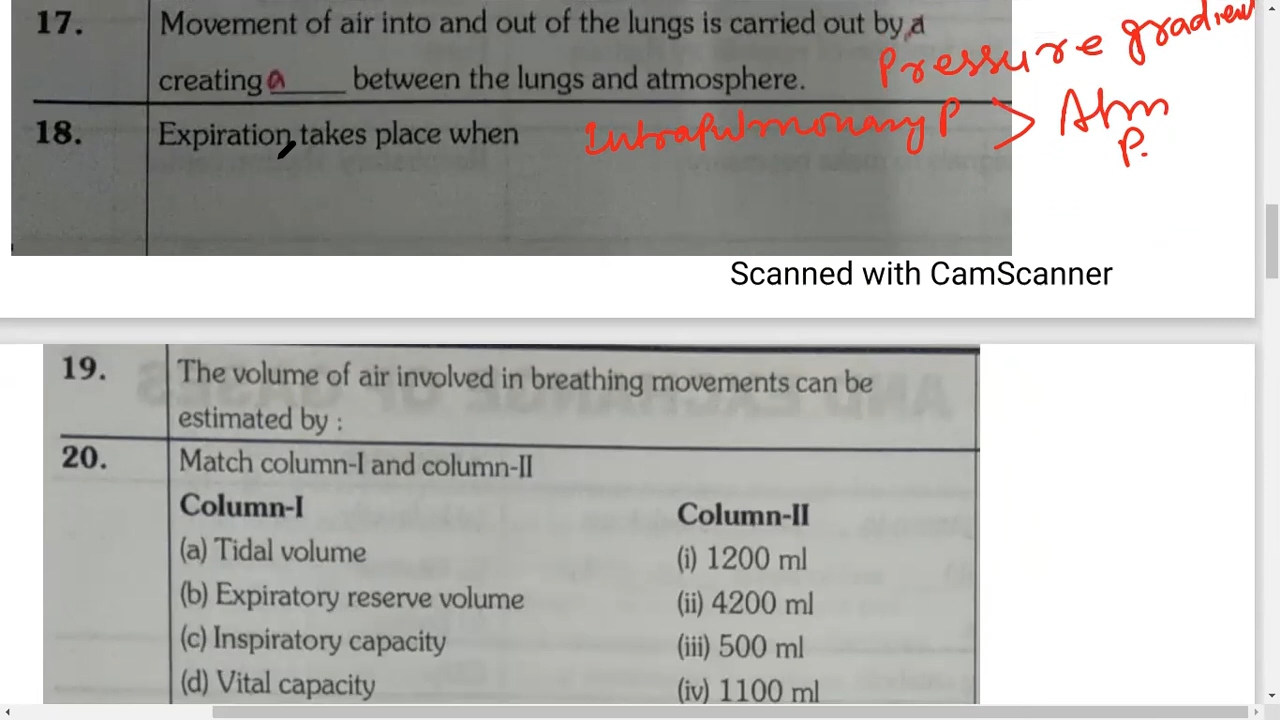 17. Movement of air into and out of the lungs is carried out by a
creating a ____ between the lungs and atmosphere.
Pressure gradient
18. Expiration takes place when
Intrapulmonary P > Atm
P.
Scanned with CamScanner
19. The volume of air involved in breathing movements can be
estimated by :
20. Match column-I and column-II
Column-I Column-II
(a) Tidal volume (i) 1200 ml
(b) Expiratory reserve volume (ii) 4200 ml
(c) Inspiratory capacity (iii) 500 ml
(d) Vital capacity (iv) 1100 ml